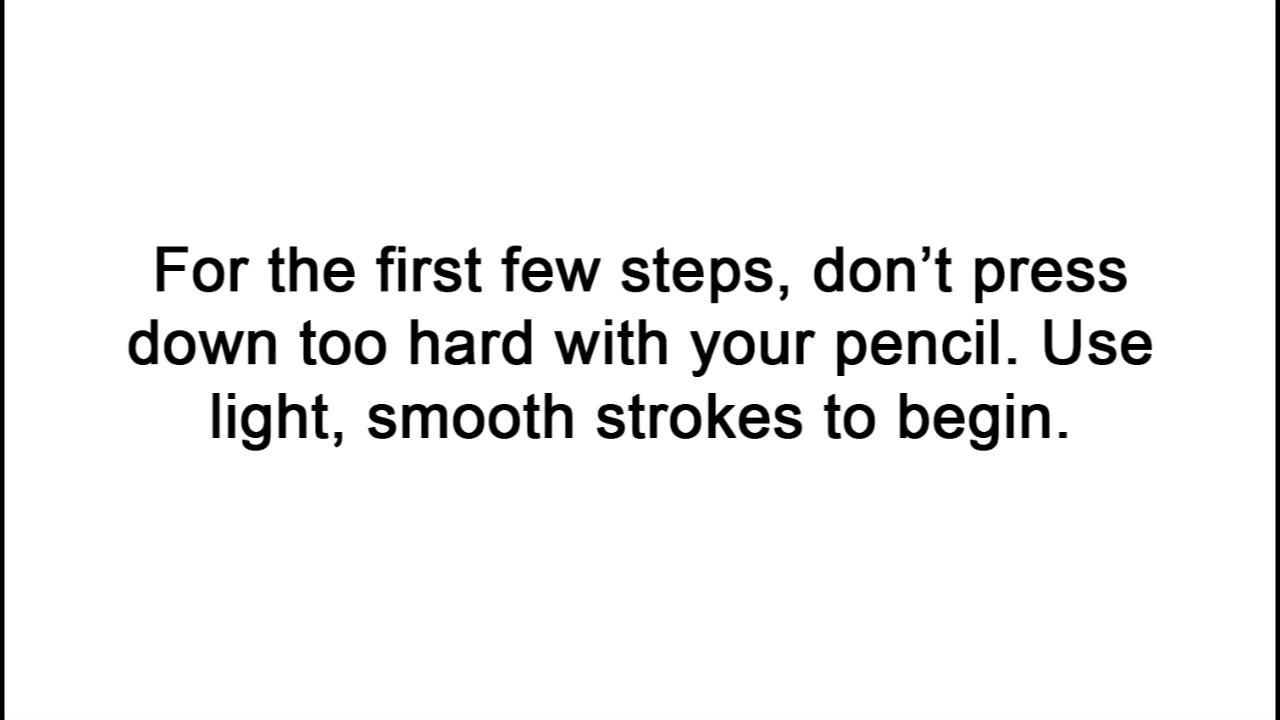 For the first few steps, don’t press
down too hard with your pencil. Use
light, smooth strokes to begin.